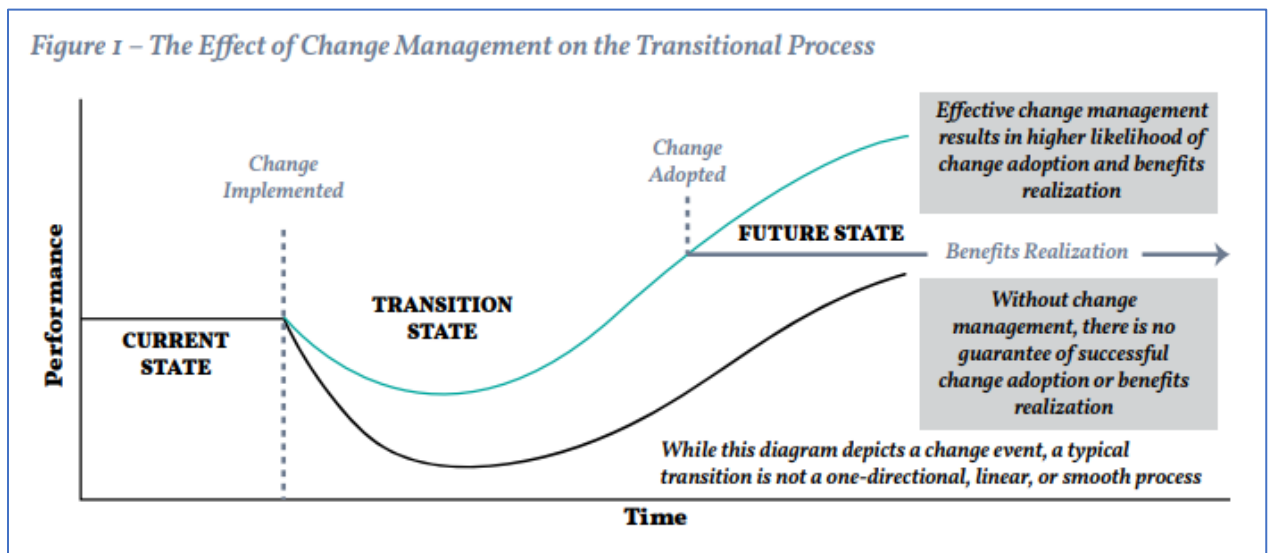 Figure 1 – The Effect of Change Management on the Transitional Process
Change
Implemented
Change
Adopted
Effective change management
results in higher likelihood of
change adoption and benefits
realization
FUTURE STATE
Benefits Realization
TRANSITION
STATE
CURRENT
STATE
Performance
Without change
management, there is no
guarantee of successful
change adoption or benefits
realization
While this diagram depicts a change event, a typical
transition is not a one-directional, linear, or smooth process
Time